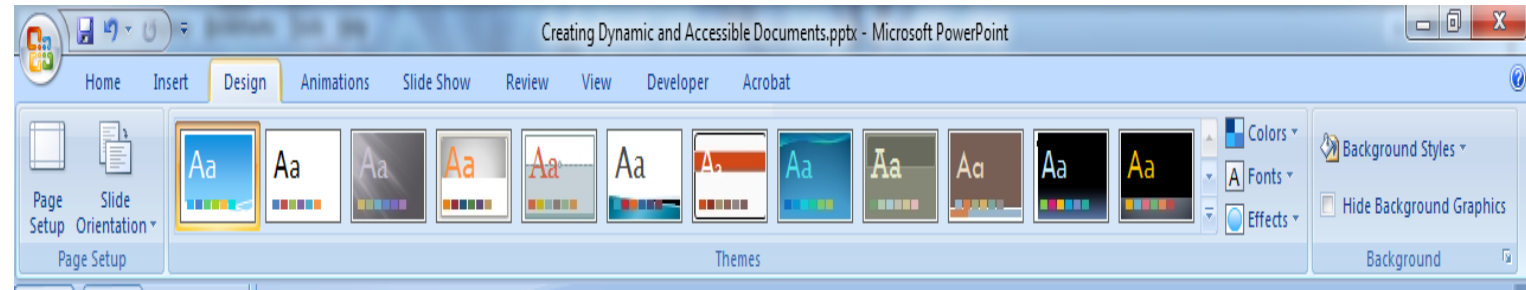 Creating Dynamic and Accessible Documents.pptx - Microsoft PowerPoint
Home Insert Design Animations Slide Show Review View Developer Acrobat
Page Setup
Slide Orientation
Aa Aa Aa Aa Aa Aa Aa Aa Aa Aa Aa Aa
Colors
Fonts
Effects
Background Styles
Hide Background Graphics
Page Setup Themes Background